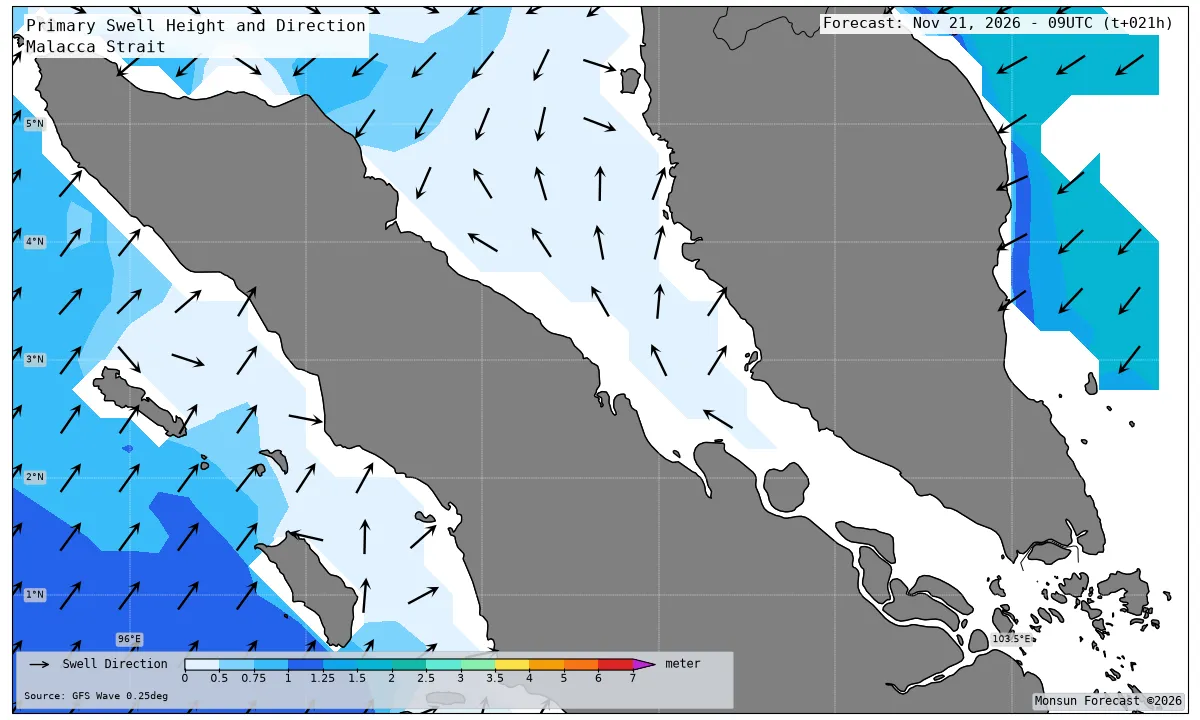 Primary Swell Height and Direction
Malacca Strait
Forecast: Nov 21, 2026 - 09UTC (t+021h)
5°N
4°N
3°N
2°N
1°N
96°E
103.5°E
Swell Direction
0 0.5 0.75 1 1.25 1.5 2 2.5 3 3.5 4 5 6 7
meter
Source: GFS Wave 0.25deg
Monsun Forecast ©2026